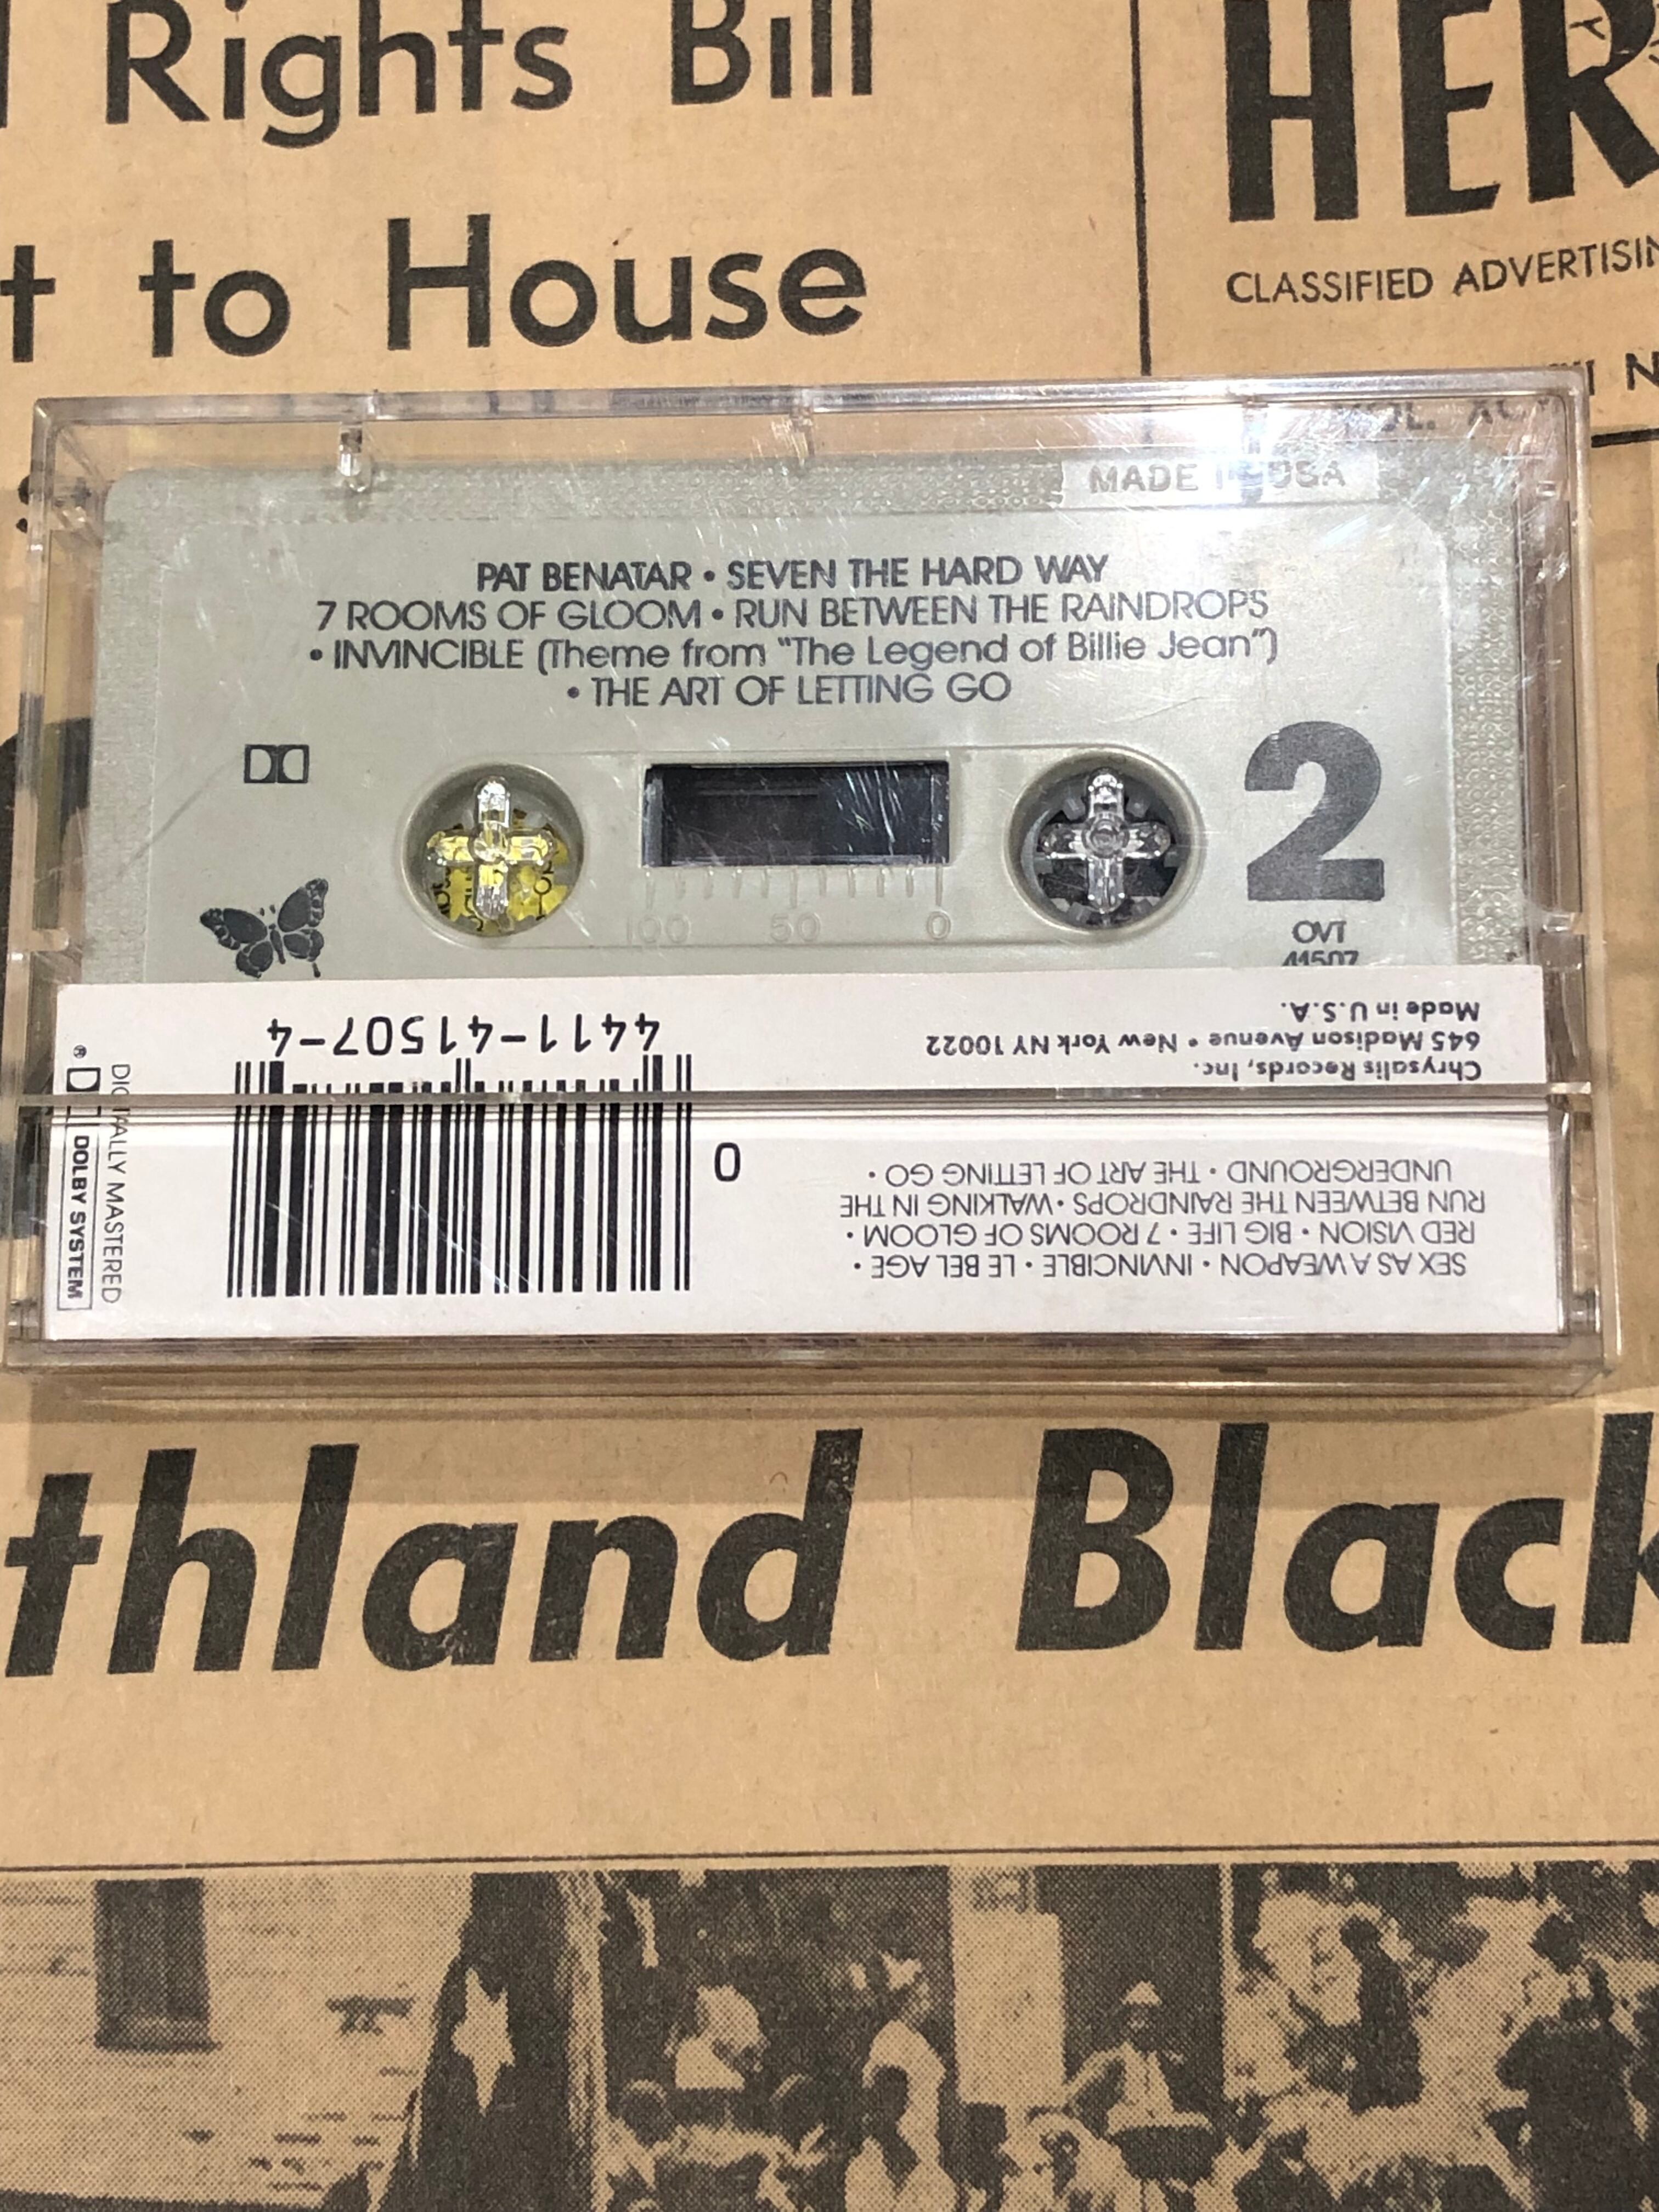 Rights Bill
to House
HER
CLASSIFIED ADVERTISIN
MADE IN USA
PAT BENATAR • SEVEN THE HARD WAY
7 ROOMS OF GLOOM • RUN BETWEEN THE RAINDROPS
• INVINCIBLE (Theme from "The Legend of Billie Jean")
• THE ART OF LETTING GO
2
100 50 0
OVT
41507
Chrysalis Records, Inc.
645 Madison Avenue • New York NY 10022
Made in U.S.A.
4411-41507-4
0
SEX AS A WEAPON • INVINCIBLE • LE BEL AGE •
RED VISION • BIG LIFE • 7 ROOMS OF GLOOM •
RUN BETWEEN THE RAINDROPS • WALKING IN THE
UNDERGROUND • THE ART OF LETTING GO •
DIGITALLY MASTERED
DOLBY SYSTEM ®
thland Black